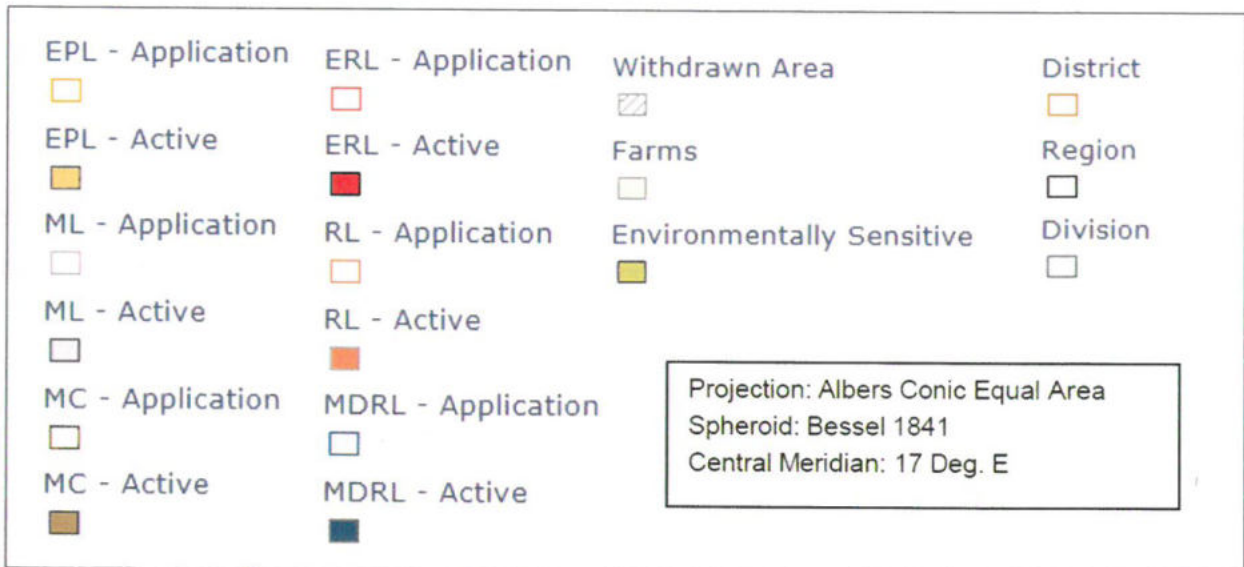 EPL - Application
EPL - Active
ML - Application
ML - Active
MC - Application
MC - Active
ERL - Application
ERL - Active
RL - Application
RL - Active
MDRL - Application
MDRL - Active
Withdrawn Area
Farms
Environmentally Sensitive
District
Region
Division
Projection: Albers Conic Equal Area
Spheroid: Bessel 1841
Central Meridian: 17 Deg. E